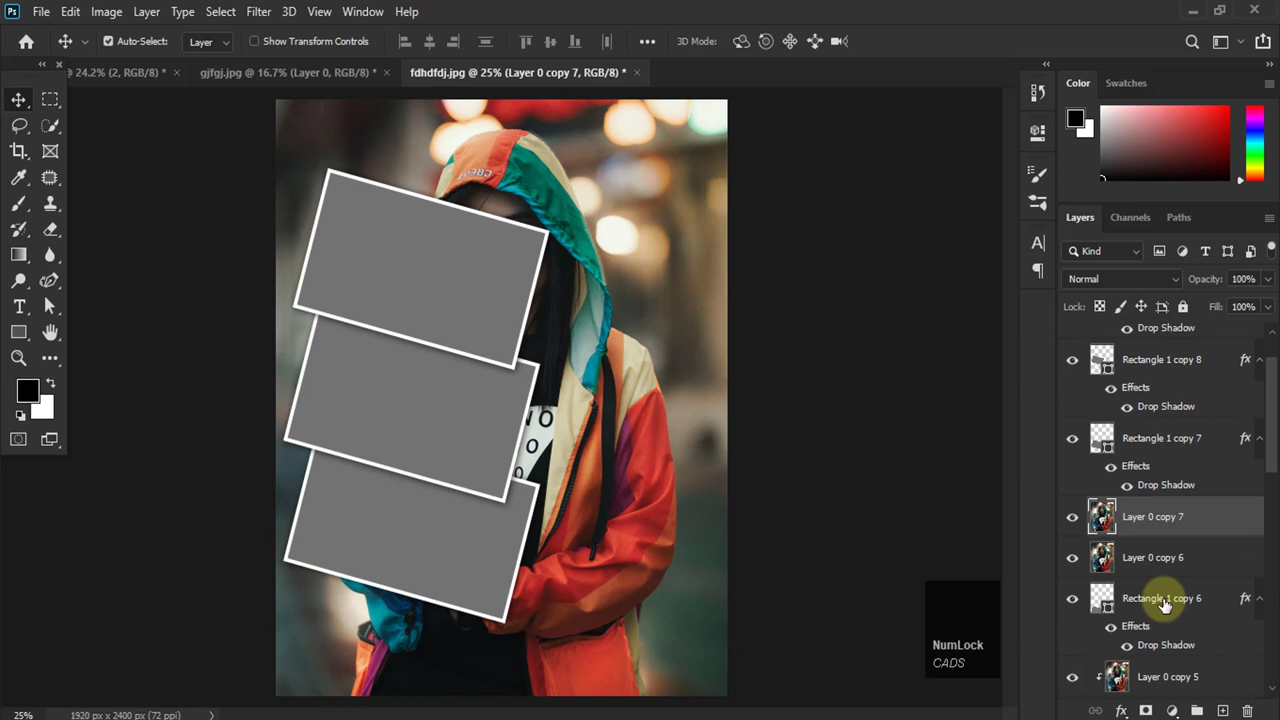 Ps File Edit Image Layer Type Select Filter 3D View Window Help
Auto-Select: Layer Show Transform Controls 3D Mode:
@ 24.2% (2, RGB/8) * × gjfgj.jpg @ 16.7% (Layer 0, RGB/8) * × fdhdfdj.jpg @ 25% (Layer 0 copy 7, RGB/8) * ×
Color Swatches
Layers Channels Paths
Kind
Normal Opacity: 100%
Lock: Fill: 100%
Drop Shadow
Rectangle 1 copy 8 fx
Effects
Drop Shadow
Rectangle 1 copy 7 fx
Effects
Drop Shadow
Layer 0 copy 7
Layer 0 copy 6
Rectangle 1 copy 6 fx
Effects
Drop Shadow
Layer 0 copy 5
NumLock
CADS
25% 1920 px x 2400 px (72 ppi)